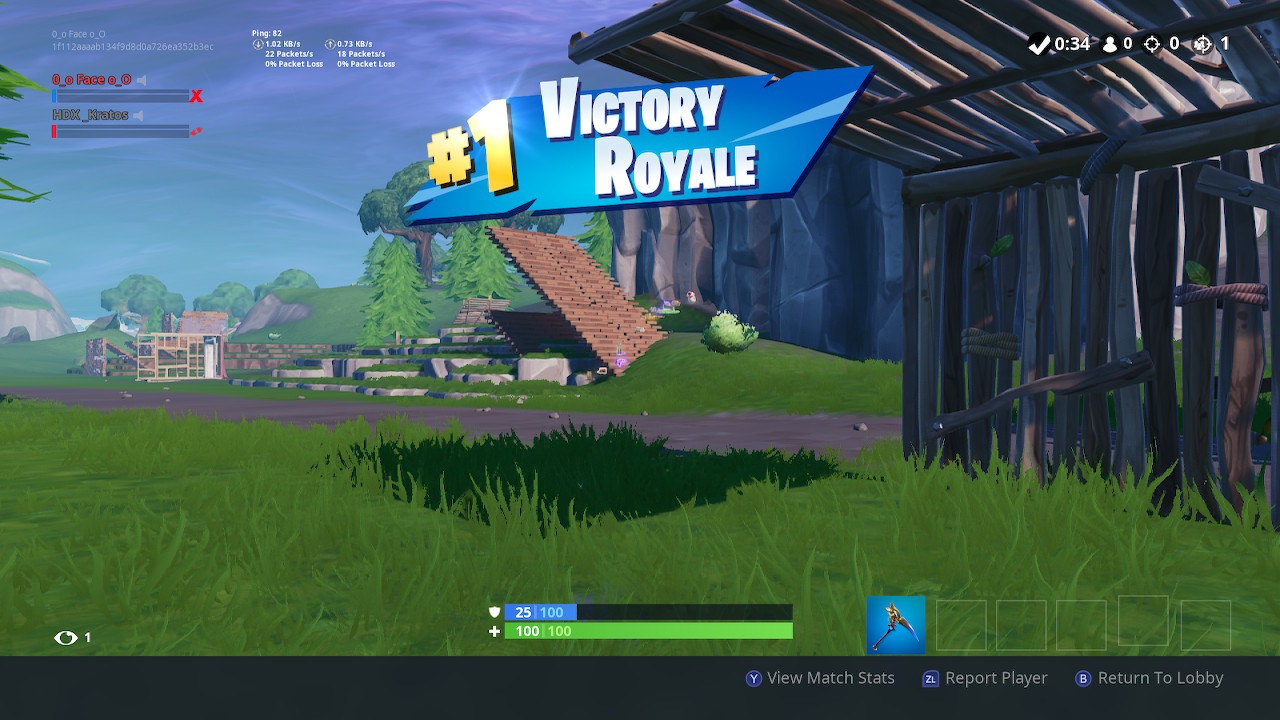 0_o Face o_O
1f112aaaab134f9d8d0a726ea352b3ec
Ping: 82
1.02 KB/s 0.73 KB/s
22 Packets/s 18 Packets/s
0% Packet Loss 0% Packet Loss
0:34 0 0 1
0_o Face o_O
HDX_Kratos
#1 VICTORY
ROYALE
25 100
100 100
1
Y View Match Stats ZL Report Player B Return To Lobby